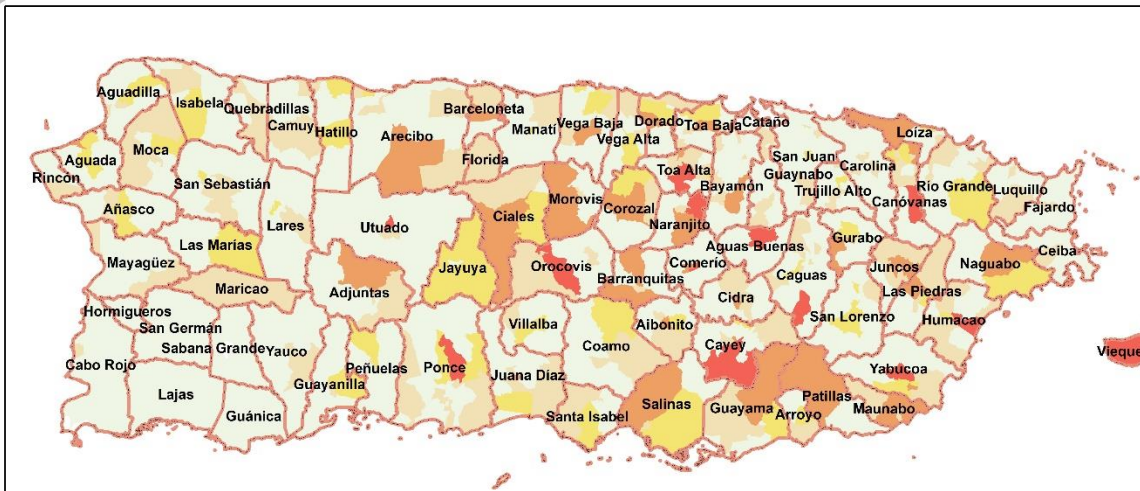 Aguadilla
Isabela
Quebradillas
Camuy
Hatillo
Arecibo
Barceloneta
Manatí
Vega Baja
Vega Alta
Dorado
Toa Baja
Cataño
San Juan
Guaynabo
Trujillo Alto
Carolina
Loíza
Río Grande
Canóvanas
Luquillo
Fajardo
Ceiba
Rincón
Aguada
Moca
San Sebastián
Añasco
Lares
Utuado
Florida
Ciales
Morovis
Corozal
Toa Alta
Bayamón
Naranjito
Aguas Buenas
Gurabo
Caguas
Juncos
Las Piedras
Naguabo
Humacao
Vieque
Mayagüez
Las Marías
Maricao
Adjuntas
Jayuya
Orocovis
Barranquitas
Comerío
Cidra
San Lorenzo
Hormigueros
San Germán
Sabana Grande
Yauco
Cabo Rojo
Lajas
Guánica
Guayanilla
Peñuelas
Ponce
Villalba
Juana Díaz
Coamo
Aibonito
Cayey
Santa Isabel
Salinas
Guayama
Arroyo
Patillas
Maunabo
Yabucoa